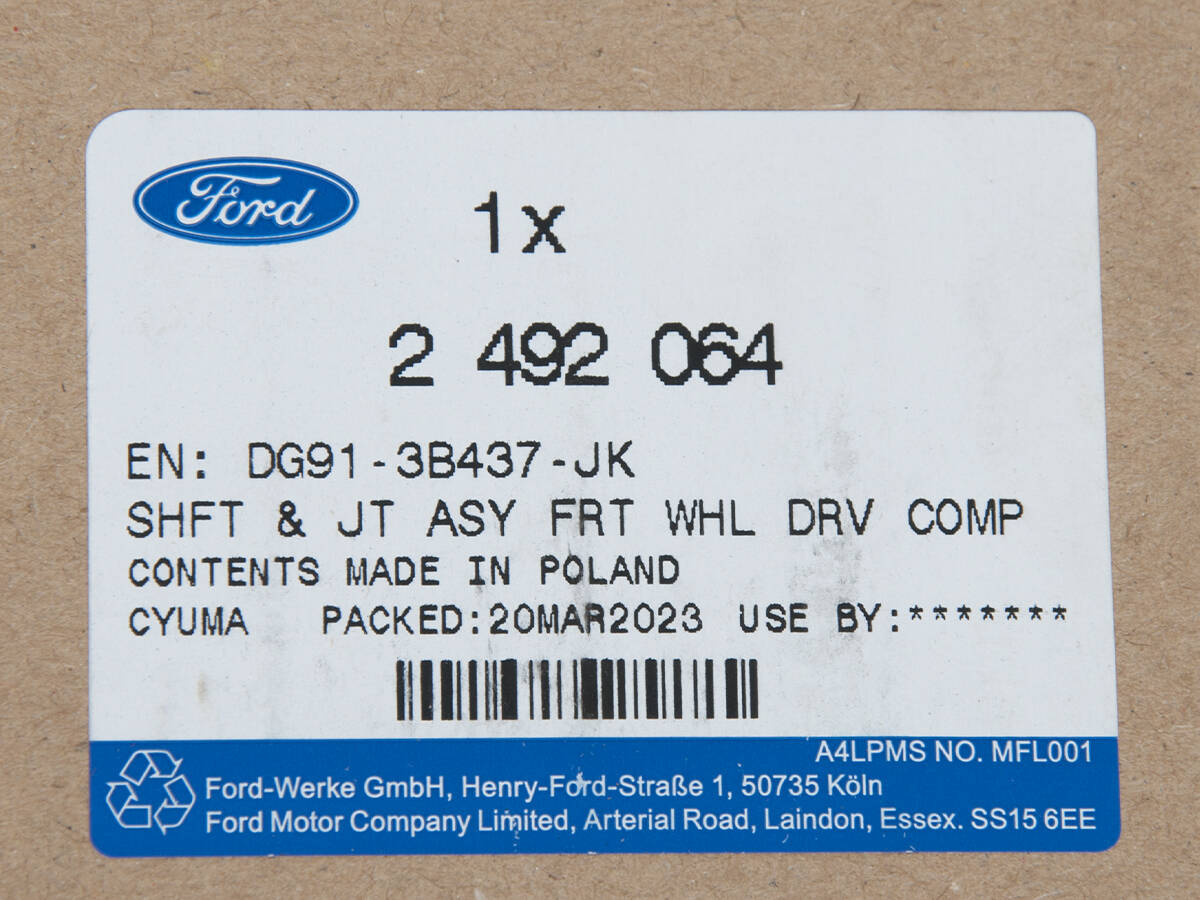 Ford
1x
2 492 064
EN: DG91-3B437-JK
SHFT & JT ASY FRT WHL DRV COMP
CONTENTS MADE IN POLAND
CYUMA PACKED:20MAR2023 USE BY:*******
A4LPMS NO. MFL001
Ford-Werke GmbH, Henry-Ford-Straße 1, 50735 Köln
Ford Motor Company Limited, Arterial Road, Laindon, Essex. SS15 6EE